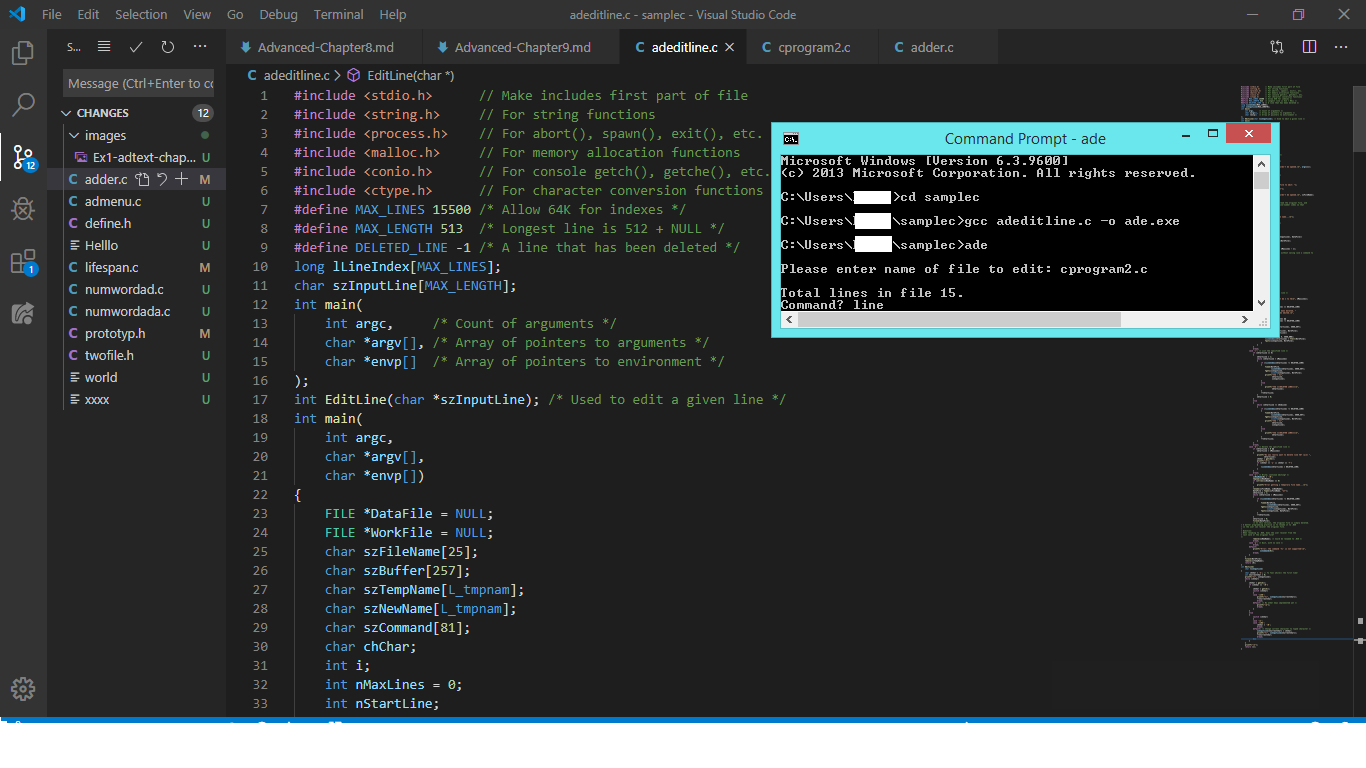 File Edit Selection View Go Debug Terminal Help adeditline.c - samplec - Visual Studio Code
S... Advanced-Chapter8.md Advanced-Chapter9.md C adeditline.c C cprogram2.c C adder.c
Message (Ctrl+Enter to cc
CHANGES 12
images
Ex1-adtext-chap... U
C adder.c M
C admenu.c U
C define.h U
Helllo U
C lifespan.c M
C numwordad.c U
C numwordada.c U
C prototyp.h M
C twofile.h U
world U
xxxx U
12
1
C adeditline.c > EditLine(char *)
1 #include <stdio.h> // Make includes first part of file
2 #include <string.h> // For string functions
3 #include <process.h> // For abort(), spawn(), exit(), etc.
4 #include <malloc.h> // For memory allocation functions
5 #include <conio.h> // For console getch(), getche(), etc.
6 #include <ctype.h> // For character conversion functions
7 #define MAX_LINES 15500 /* Allow 64K for indexes */
8 #define MAX_LENGTH 513 /* Longest line is 512 + NULL */
9 #define DELETED_LINE -1 /* A line that has been deleted */
10 long lLineIndex[MAX_LINES];
11 char szInputLine[MAX_LENGTH];
12 int main(
13 int argc, /* Count of arguments */
14 char *argv[], /* Array of pointers to arguments */
15 char *envp[] /* Array of pointers to environment */
16 );
17 int EditLine(char *szInputLine); /* Used to edit a given line */
18 int main(
19 int argc,
20 char *argv[],
21 char *envp[])
22 {
23 FILE *DataFile = NULL;
24 FILE *WorkFile = NULL;
25 char szFileName[25];
26 char szBuffer[257];
27 char szTempName[L_tmpnam];
28 char szNewName[L_tmpnam];
29 char szCommand[81];
30 char chChar;
31 int i;
32 int nMaxLines = 0;
33 int nStartLine;
C:\. Command Prompt - ade
Microsoft Windows [Version 6.3.9600]
(c) 2013 Microsoft Corporation. All rights reserved.
C:\Users\ >cd samplec
C:\Users\ \samplec>gcc adeditline.c -o ade.exe
C:\Users\ \samplec>ade
Please enter name of file to edit: cprogram2.c
Total lines in file 15.
Command? line